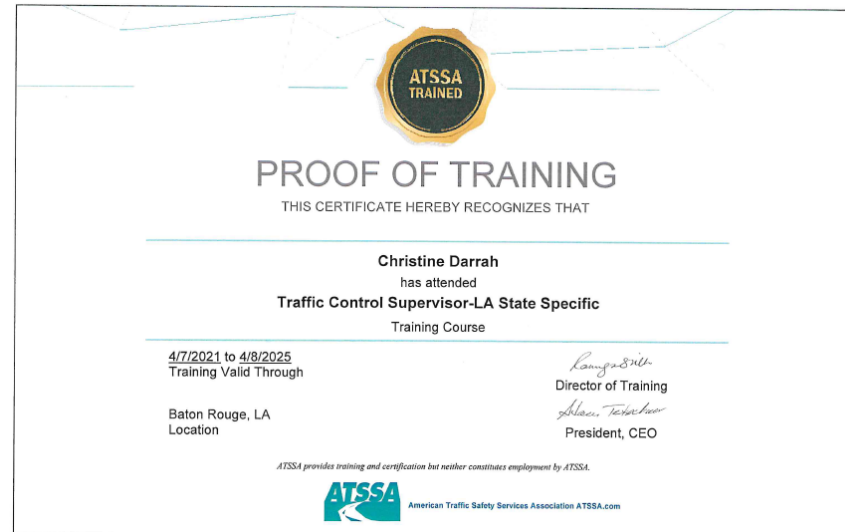 ATSSA
TRAINED
PROOF OF TRAINING
THIS CERTIFICATE HEREBY RECOGNIZES THAT
Christine Darrah
has attended
Traffic Control Supervisor-LA State Specific
Training Course
4/7/2021 to 4/8/2025
Training Valid Through
Director of Training
Baton Rouge, LA
Location
President, CEO
ATSSA provides training and certification but neither constitutes employment by ATSSA.
ATSSA
American Traffic Safety Services Association ATSSA.com